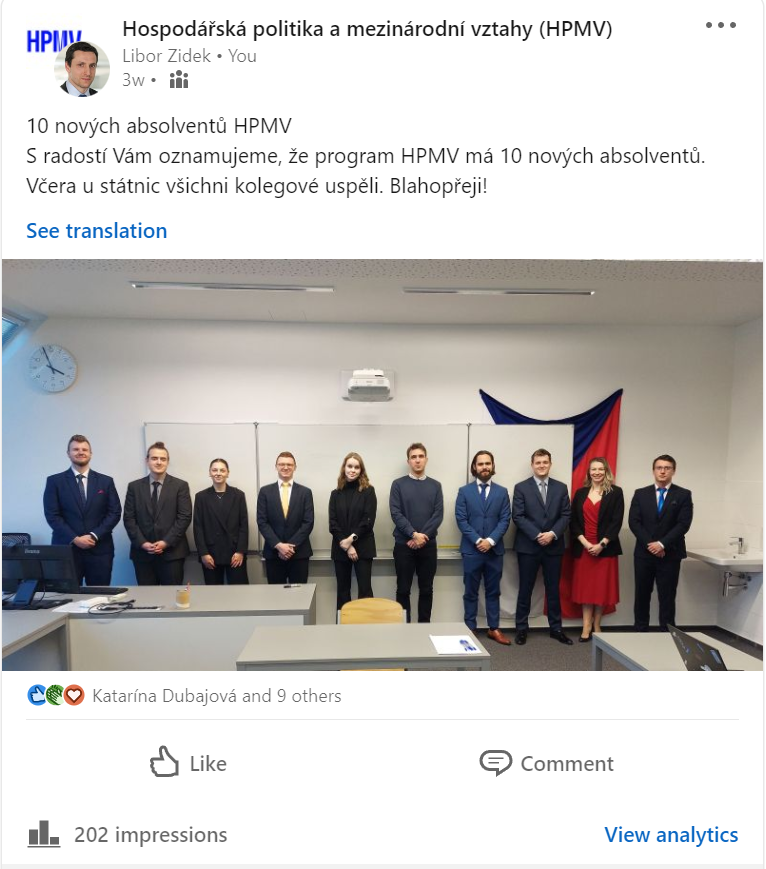 HPMV
Hospodářská politika a mezinárodní vztahy (HPMV)
Libor Zidek • You
3w •
10 nových absolventů HPMV
S radostí Vám oznamujeme, že program HPMV má 10 nových absolventů.
Včera u státnic všichni kolegové uspěli. Blahopřeji!
See translation
Katarína Dubajová and 9 others
Like
Comment
202 impressions
View analytics